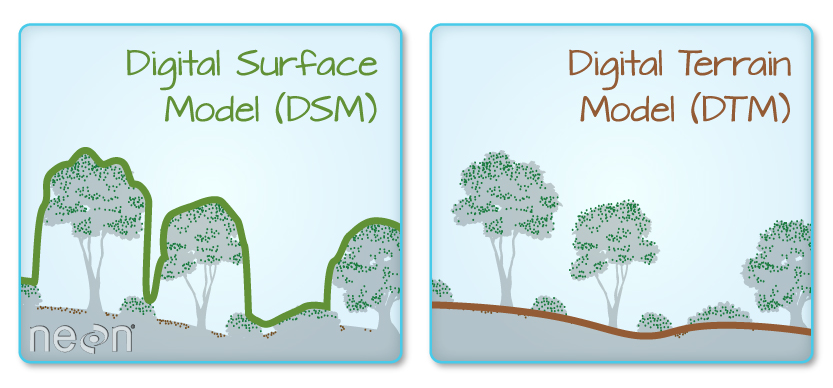 Digital Surface
Model (DSM)
Digital Terrain
Model (DTM)
neon